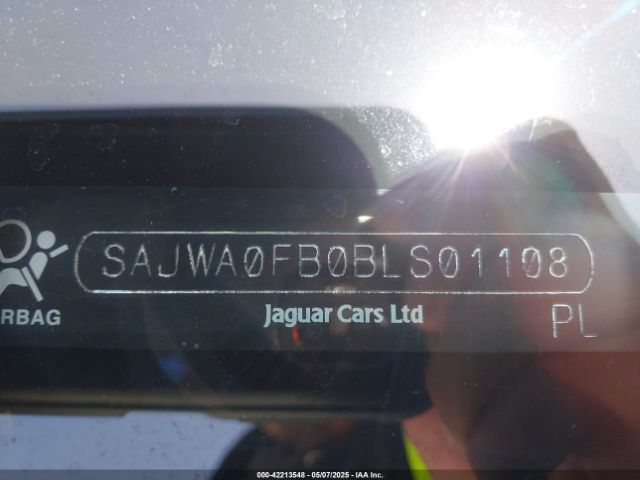 SAJWA0FB0BLS01108
RBAG
Jaguar Cars Ltd
PL
000-42213548 - 05/07/2025 - IAA Inc.